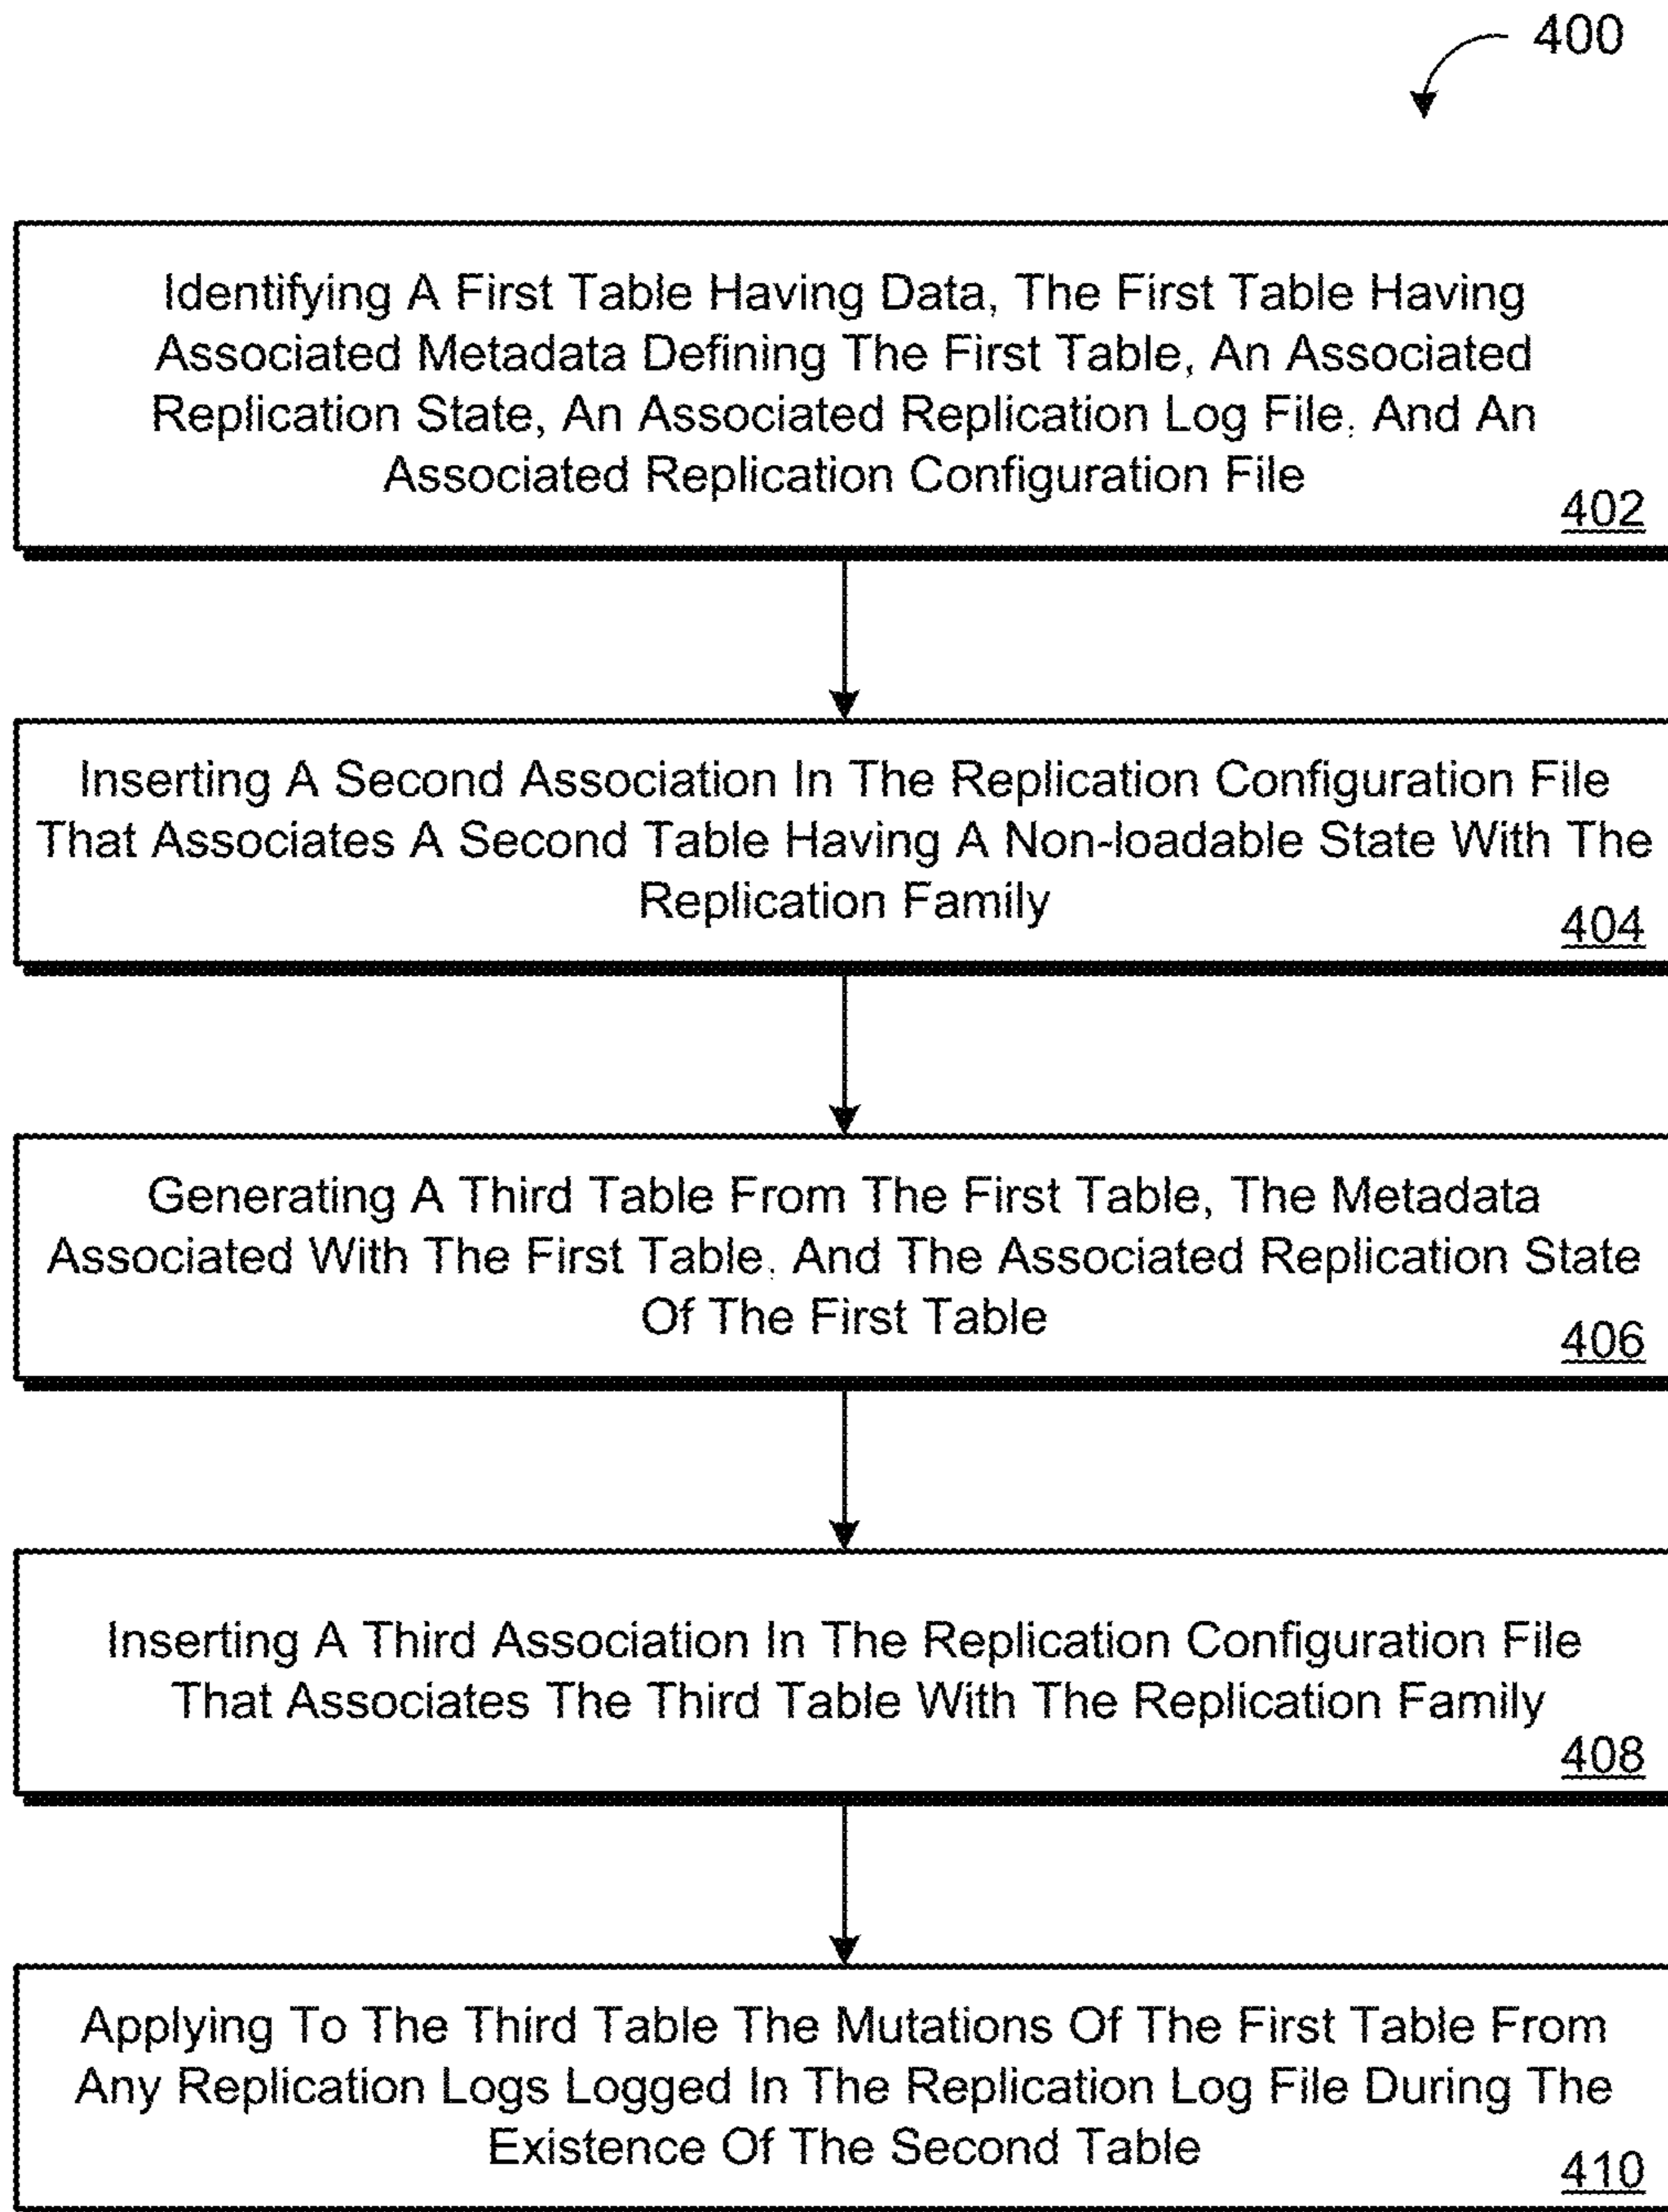 400
Identifying A First Table Having Data, The First Table Having
Associated Metadata Defining The First Table, An Associated
Replication State, An Associated Replication Log File, And An
Associated Replication Configuration File
402
Inserting A Second Association In The Replication Configuration File
That Associates A Second Table Having A Non-loadable State With The
Replication Family
404
Generating A Third Table From The First Table, The Metadata
Associated With The First Table, And The Associated Replication State
Of The First Table
406
Inserting A Third Association In The Replication Configuration File
That Associates The Third Table With The Replication Family
408
Applying To The Third Table The Mutations Of The First Table From
Any Replication Logs Logged In The Replication Log File During The
Existence Of The Second Table
410